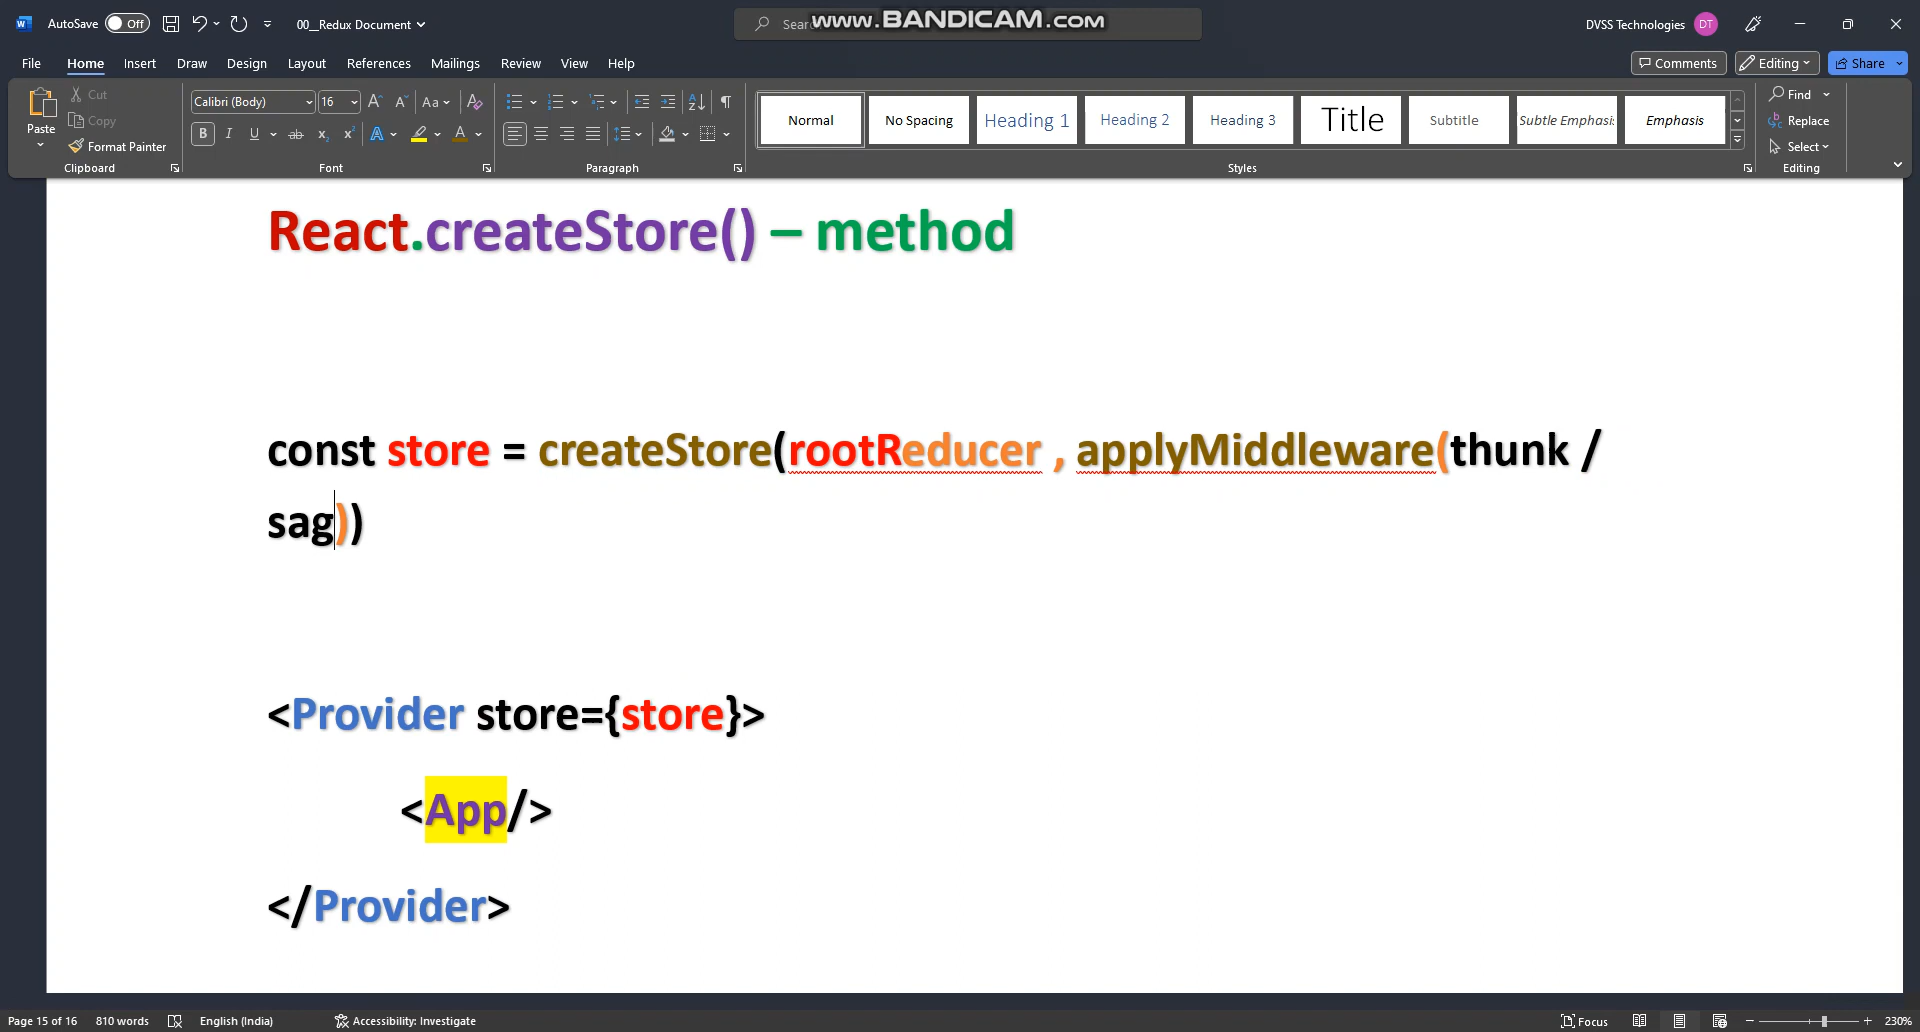 AutoSave Off 00__Redux Document www.BANDICAM.com DVSS Technologies DT
File Home Insert Draw Design Layout References Mailings Review View Help Comments Editing Share
Paste Cut Copy Format Painter Clipboard
Calibri (Body) 16 Aa Font
Paragraph
Normal No Spacing Heading 1 Heading 2 Heading 3 Title Subtitle Subtle Emphasis Emphasis Styles
Find Replace Select Editing
React.createStore() – method
const store = createStore(rootReducer , applyMiddleware(thunk /
sag))
<Provider store={store}>
<App/>
</Provider>
Page 15 of 16 810 words English (India) Accessibility: Investigate Focus 230%